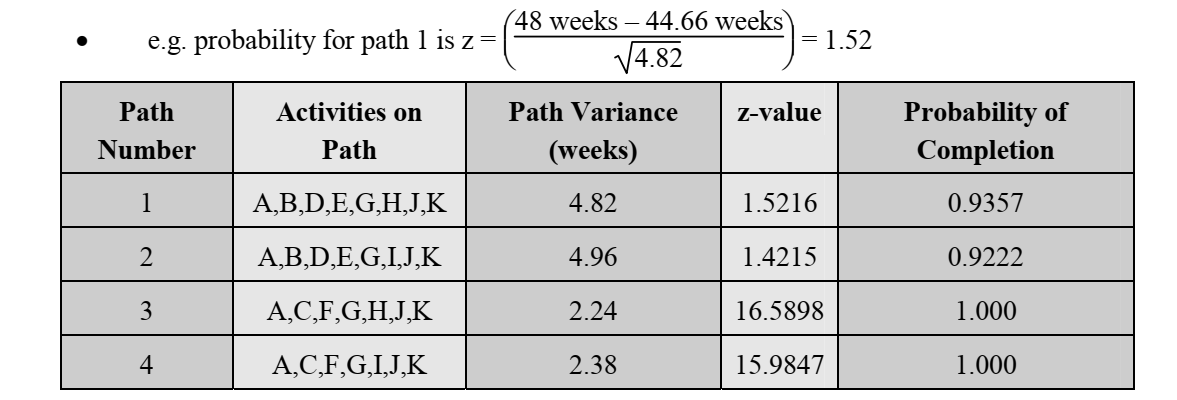 • e.g. probability for path 1 is z = (48 weeks – 44.66 weeks / √4.82) = 1.52
Path Number | Activities on Path | Path Variance (weeks) | z-value | Probability of Completion
1 | A,B,D,E,G,H,J,K | 4.82 | 1.5216 | 0.9357
2 | A,B,D,E,G,I,J,K | 4.96 | 1.4215 | 0.9222
3 | A,C,F,G,H,J,K | 2.24 | 16.5898 | 1.000
4 | A,C,F,G,I,J,K | 2.38 | 15.9847 | 1.000